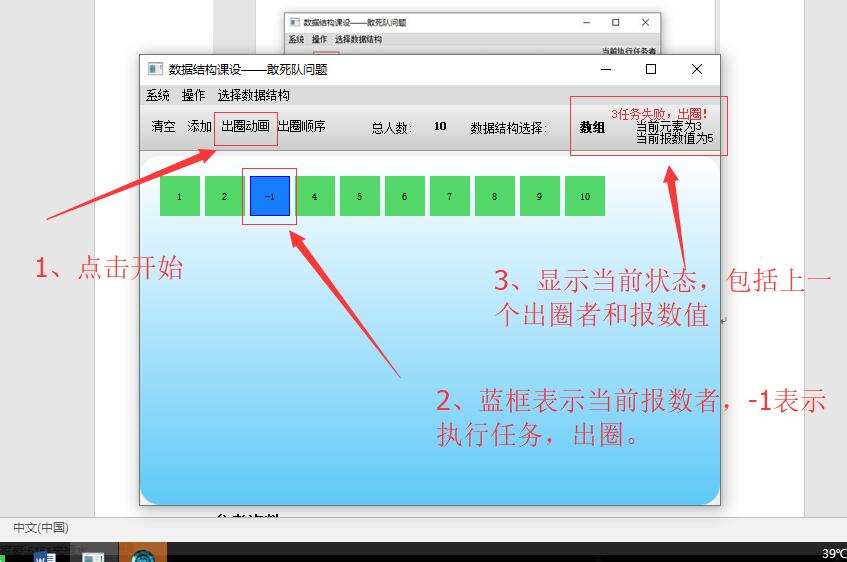 数据结构课设——敢死队问题
系统 操作 选择数据结构
当前执行任务者
数据结构课设——敢死队问题
系统 操作 选择数据结构
清空 添加 出圈动画 出圈顺序 总人数: 10 数据结构选择: 数组
3任务失败，出圈!
当前元素为3
当前报数值为5
1 2 -1 4 5 6 7 8 9 10
1、点击开始
3、显示当前状态，包括上一
个出圈者和报数值
2、蓝框表示当前报数者，-1表示
执行任务，出圈。
中文(中国)
39℃